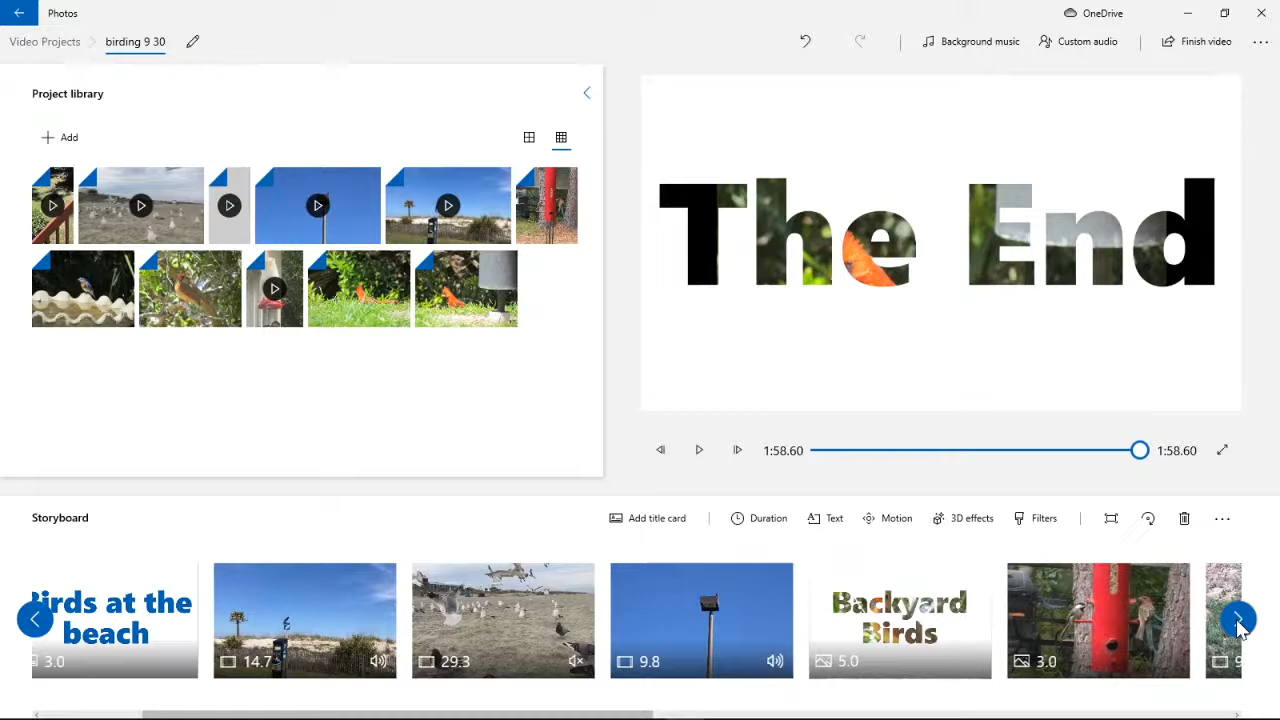 Photos
OneDrive
Video Projects
birding 9 30
Background music
Custom audio
Finish video
Project library
Add
The End
1:58.60
1:58.60
Storyboard
Add title card
Duration
Text
Motion
3D effects
Filters
Birds at the
beach
3.0
14.7
29.3
9.8
Backyard
Birds
5.0
3.0
9